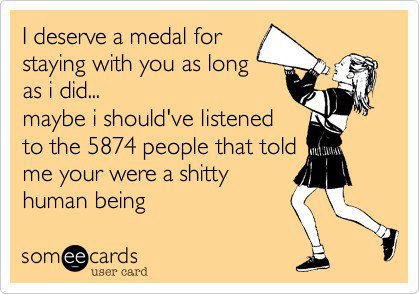 I deserve a medal for
staying with you as long
as i did...
maybe i should've listened
to the 5874 people that told
me your were a shitty
human being
someecards
user card